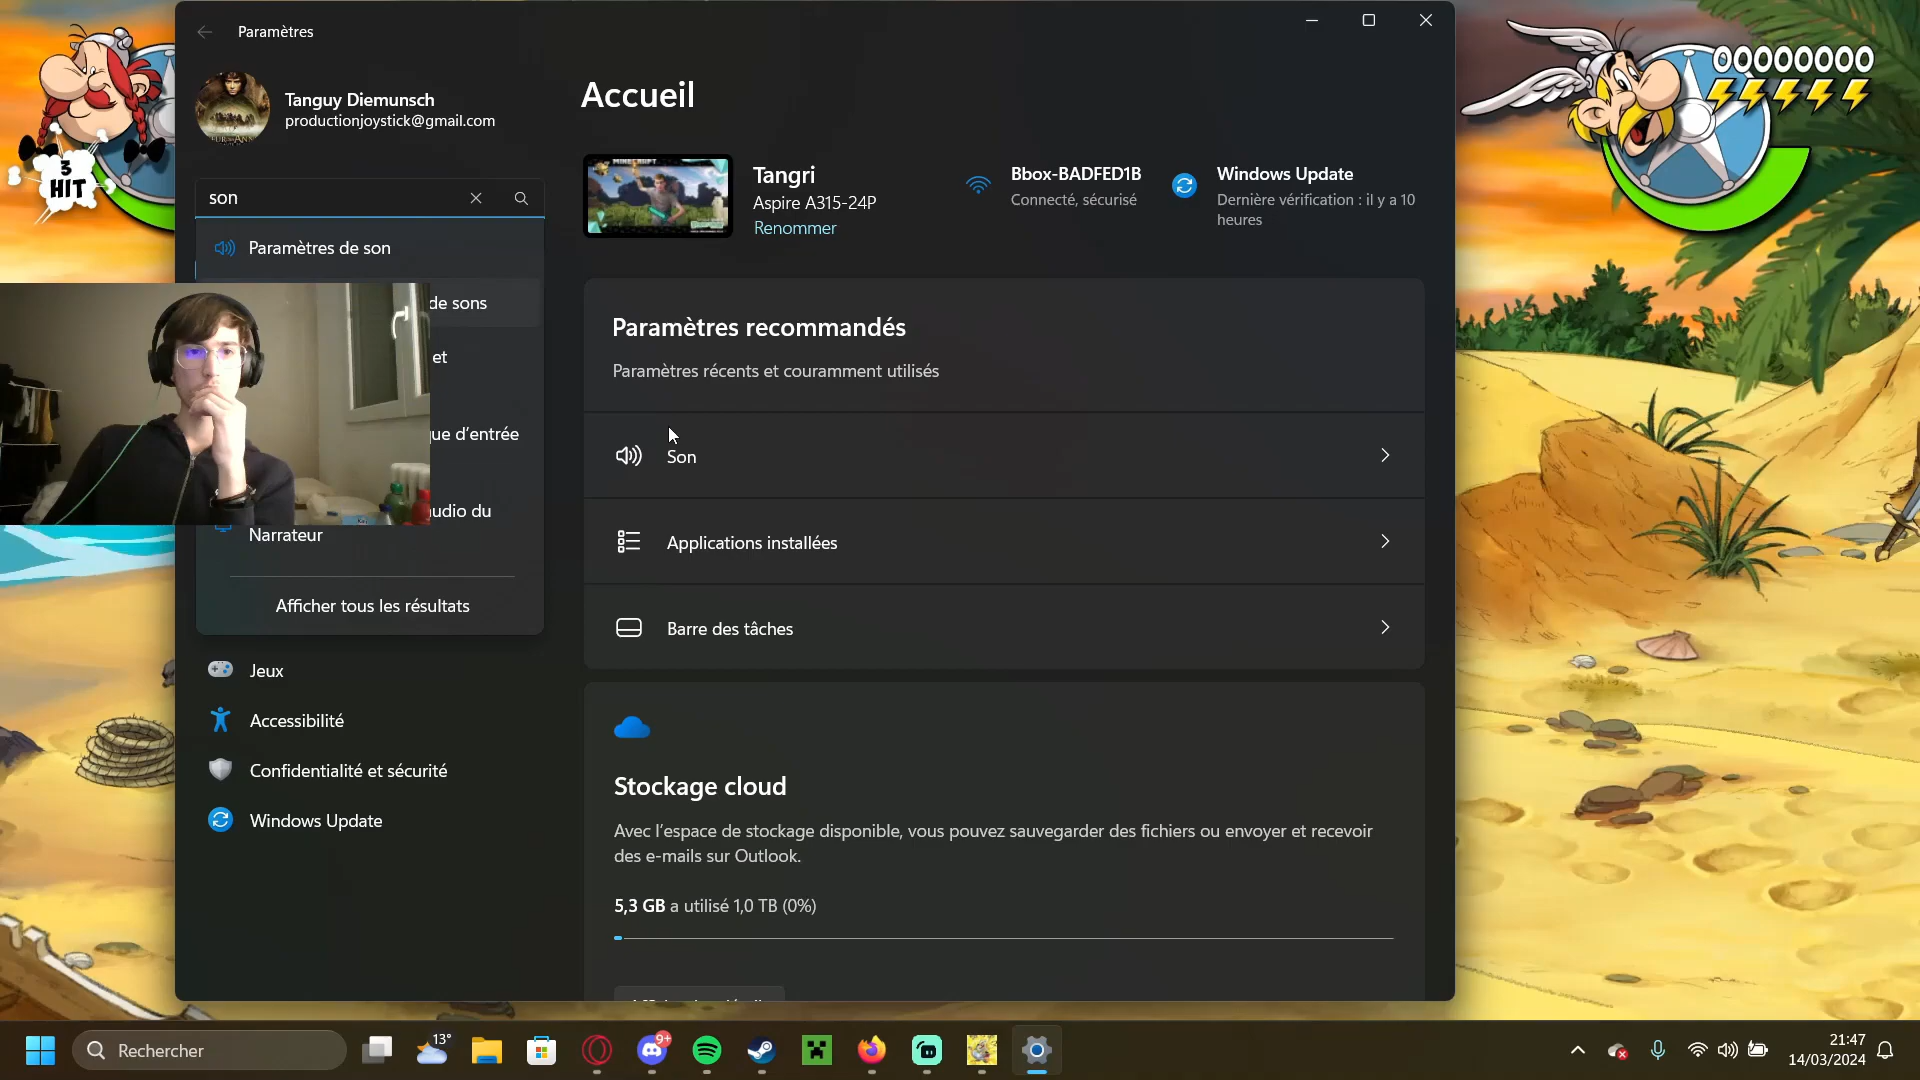 Paramètres
Tanguy Diemunsch
productionjoystick@gmail.com
son
Paramètres de son
de sons
et
d'entrée
du
Narrateur
Afficher tous les résultats
Jeux
Accessibilité
Confidentialité et sécurité
Windows Update
Accueil
Tangri
Aspire A315-24P
Renommer
Bbox-BADFED1B
Connecté, sécurisé
Windows Update
Dernière vérification : il y a 10
heures
Paramètres recommandés
Paramètres récents et couramment utilisés
Son
Applications installées
Barre des tâches
Stockage cloud
Avec l'espace de stockage disponible, vous pouvez sauvegarder des fichiers ou envoyer et recevoir
des e-mails sur Outlook.
5,3 GB a utilisé 1,0 TB (0%)
3
HIT
00000000
Rechercher
13°
9+
21:47
14/03/2024